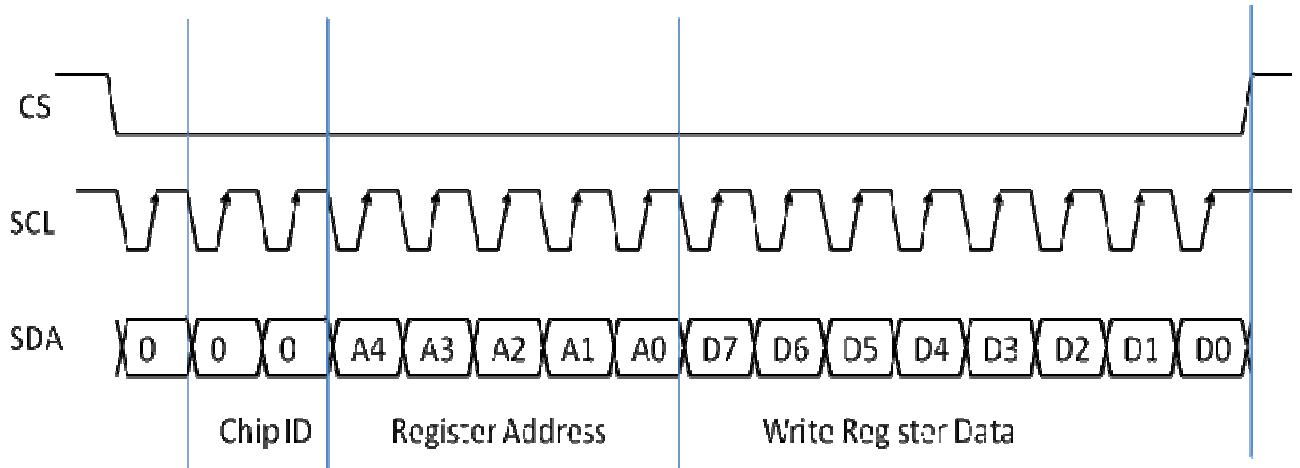 CS
SCL
SDA 0 0 0 A4 A3 A2 A1 A0 D7 D6 D5 D4 D3 D2 D1 D0
Chip ID Register Address Write Reg ster Data